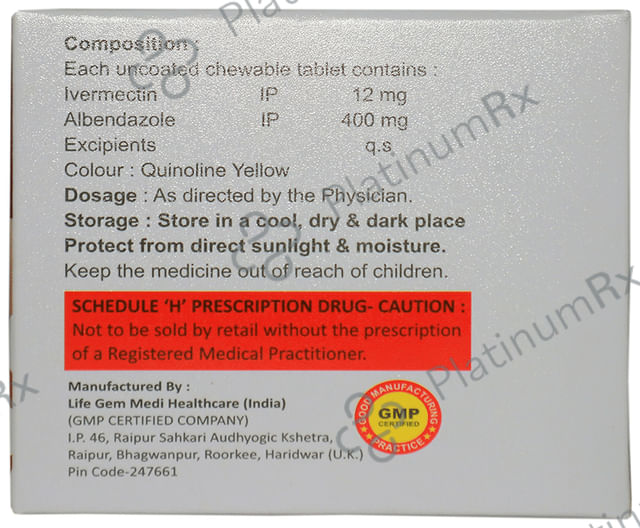 Composition :
Each uncoated chewable tablet contains :
Ivermectin IP 12 mg
Albendazole IP 400 mg
Excipients q.s
Colour : Quinoline Yellow
Dosage : As directed by the Physician.
Storage : Store in a cool, dry & dark place
Protect from direct sunlight & moisture.
Keep the medicine out of reach of children.
SCHEDULE 'H' PRESCRIPTION DRUG- CAUTION :
Not to be sold by retail without the prescription
of a Registered Medical Practitioner.
Manufactured By :
Life Gem Medi Healthcare (India)
(GMP CERTIFIED COMPANY)
I.P. 46, Raipur Sahkari Audhyogic Kshetra,
Raipur, Bhagwanpur, Roorkee, Haridwar (U.K.)
Pin Code-247661
GOOD MANUFACTURING
GMP
CERTIFIED
PRACTICE
PlatinumRx
PlatinumRx